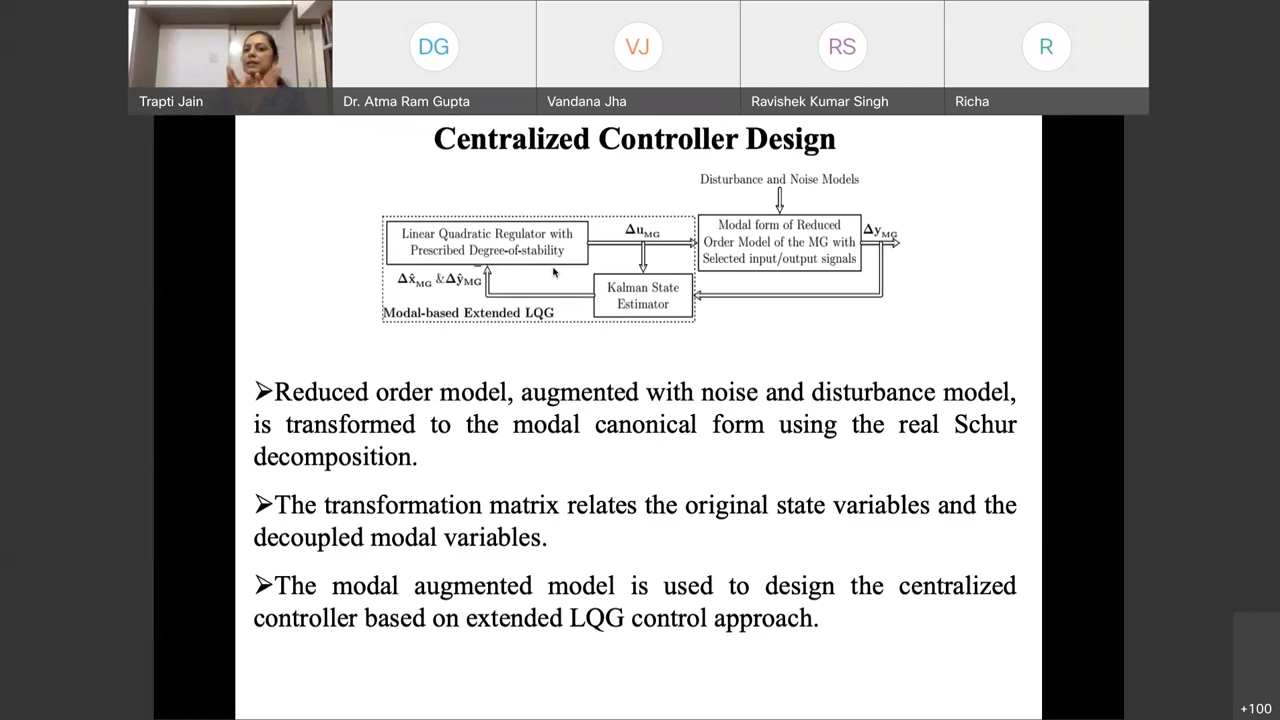 DG
VJ
RS
R
Trapti Jain
Dr. Atma Ram Gupta
Vandana Jha
Ravishek Kumar Singh
Richa
Centralized Controller Design
Disturbance and Noise Models
Linear Quadratic Regulator with
Prescribed Degree-of-stability
Δu_MG
Modal form of Reduced
Order Model of the MG with
Selected input/output signals
Δy_MG
Δx̂_MG & Δŷ_MG
Kalman State
Estimator
Modal-based Extended LQG
➢Reduced order model, augmented with noise and disturbance model,
is transformed to the modal canonical form using the real Schur
decomposition.
➢The transformation matrix relates the original state variables and the
decoupled modal variables.
➢The modal augmented model is used to design the centralized
controller based on extended LQG control approach.
+100